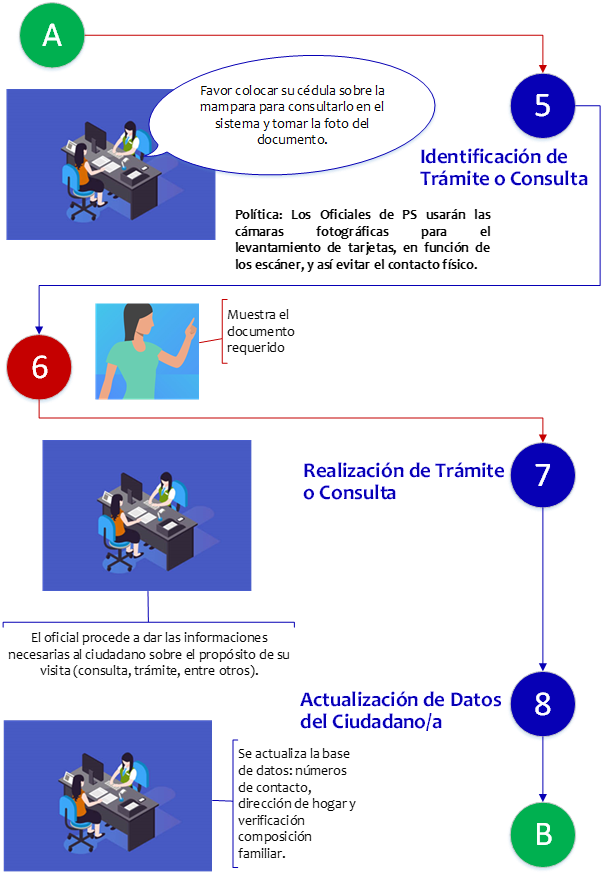 A
5
Favor colocar su cédula sobre la
mampara para consultarlo en el
sistema y tomar la foto del
documento.
Identificación de
Trámite o Consulta
Política: Los Oficiales de PS usarán las
cámaras fotográficas para el
levantamiento de tarjetas, en función de
los escáner, y así evitar el contacto físico.
6
Muestra el
documento
requerido
7
Realización de Trámite
o Consulta
El oficial procede a dar las informaciones
necesarias al ciudadano sobre el propósito de su
visita (consulta, trámite, entre otros).
8
Actualización de Datos
del Ciudadano/a
Se actualiza la base
de datos: números
de contacto,
dirección de hogar y
verificación
composición
familiar.
B